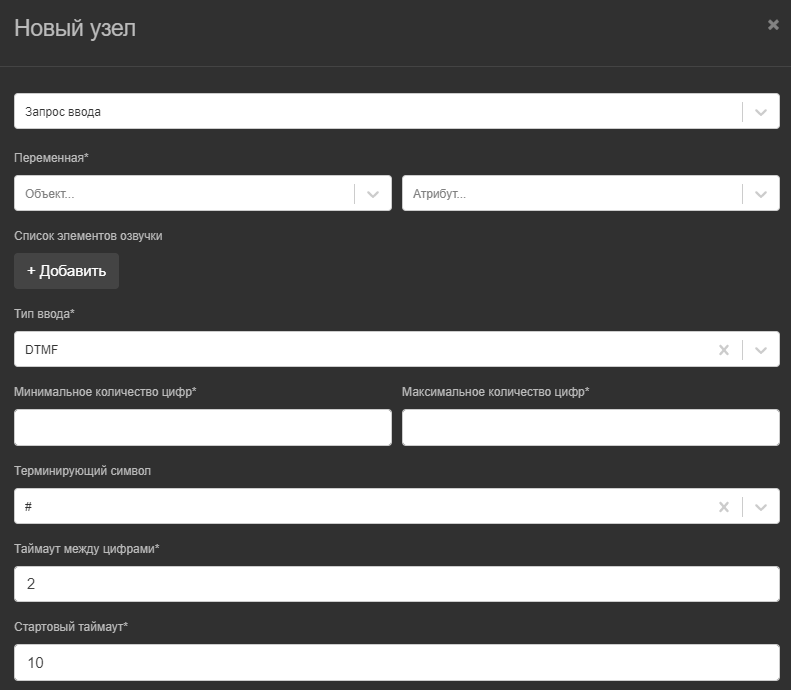 Новый узел
Запрос ввода
Переменная*
Объект... Атрибут...
Список элементов озвучки
+ Добавить
Тип ввода*
DTMF
Минимальное количество цифр* Максимальное количество цифр*
Терминирующий символ
#
Таймаут между цифрами*
2
Стартовый таймаут*
10